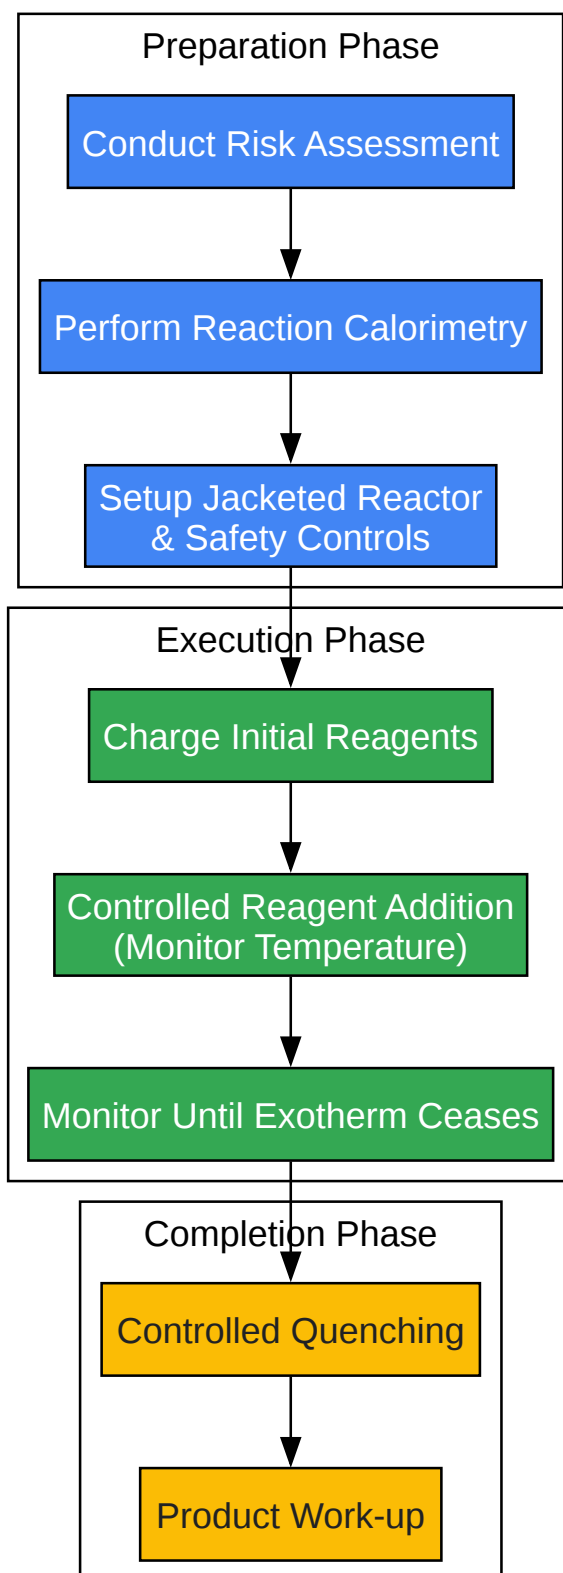 Preparation Phase
Conduct Risk Assessment
Perform Reaction Calorimetry
Setup Jacketed Reactor
& Safety Controls
Execution Phase
Charge Initial Reagents
Controlled Reagent Addition
(Monitor Temperature)
Monitor Until Exotherm Ceases
Completion Phase
Controlled Quenching
Product Work-up